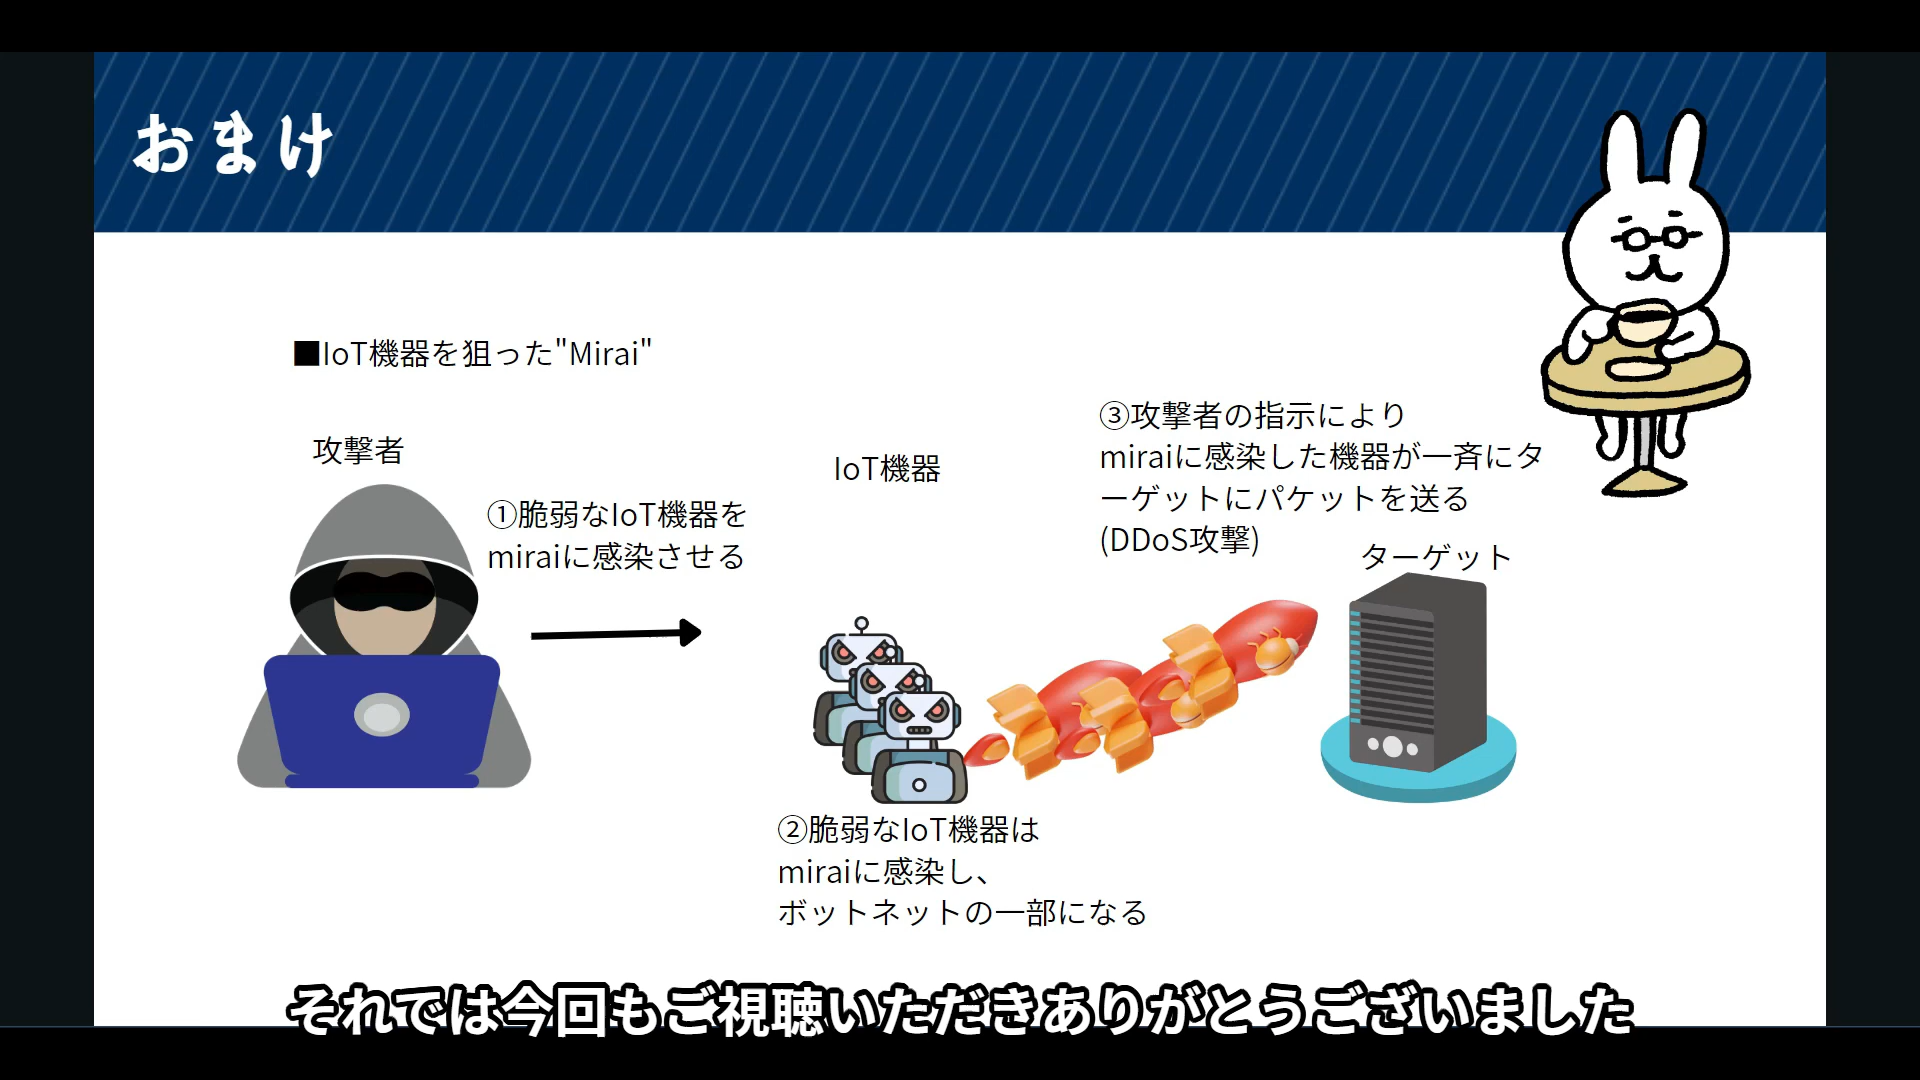 おまけ
■IoT機器を狙った"Mirai"
攻撃者
①脆弱なIoT機器を
miraiに感染させる
IoT機器
③攻撃者の指示により
miraiに感染した機器が一斉にタ
ーゲットにパケットを送る
(DDoS攻撃)
ターゲット
②脆弱なIoT機器は
miraiに感染し、
ボットネットの一部になる
それでは今回もご視聴いただきありがとうございました